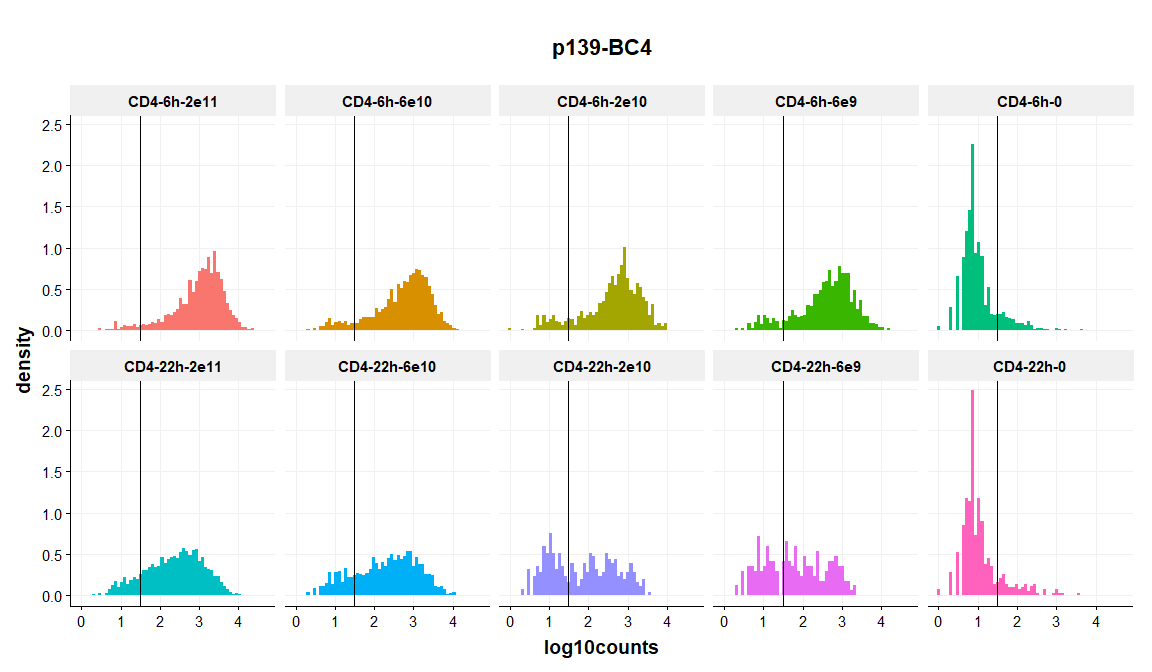 p139-BC4
CD4-6h-2e11 CD4-6h-6e10 CD4-6h-2e10 CD4-6h-6e9 CD4-6h-0
2.5
2.0
1.5
1.0
0.5
0.0
density
CD4-22h-2e11 CD4-22h-6e10 CD4-22h-2e10 CD4-22h-6e9 CD4-22h-0
2.5
2.0
1.5
1.0
0.5
0.0
0 1 2 3 4 0 1 2 3 4 0 1 2 3 4 0 1 2 3 4 0 1 2 3 4
log10counts